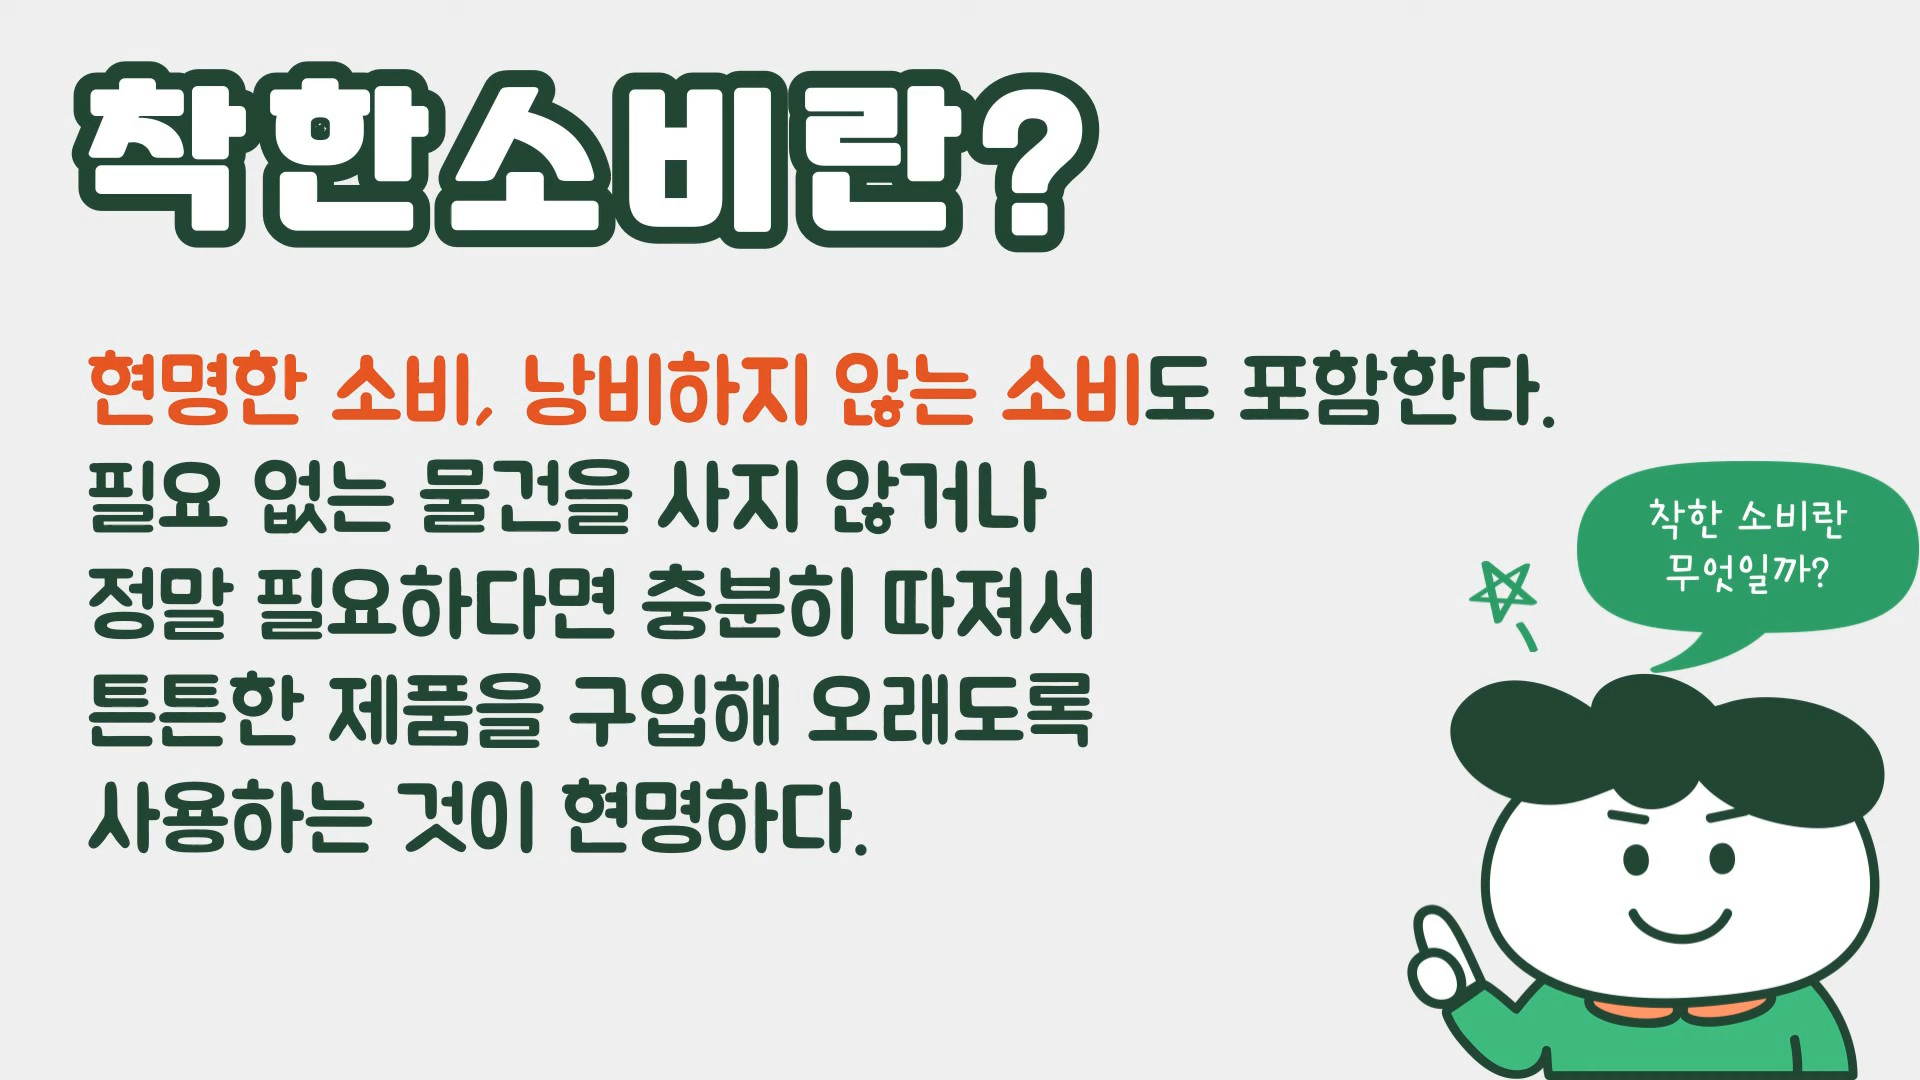 착한소비란?
현명한 소비, 낭비하지 않는 소비도 포함한다.
필요 없는 물건을 사지 않거나
정말 필요하다면 충분히 따져서
튼튼한 제품을 구입해 오래도록
사용하는 것이 현명하다.
착한 소비란
무엇일까?